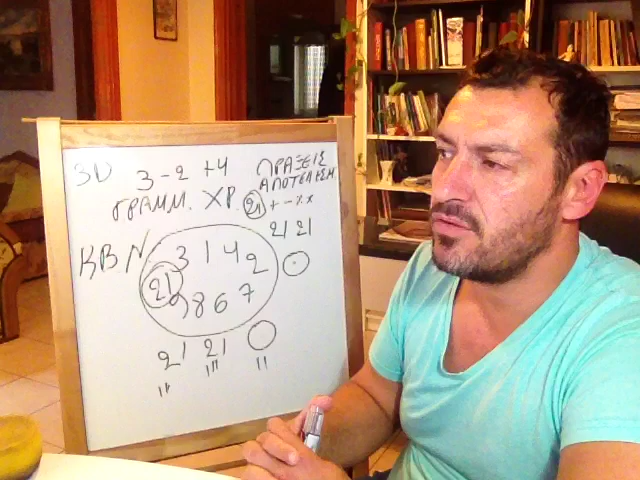 3D 3-2 +4 ΠΡΑΞΕΙΣ
ΑΠΟΤΕΛΕΣΜ.
ΓΡΑΜΜ. ΧΡ. 21 + - ٪ x
21 21
ΚΒΝ 3 1 4 2
21 9 8 6 7
21 21